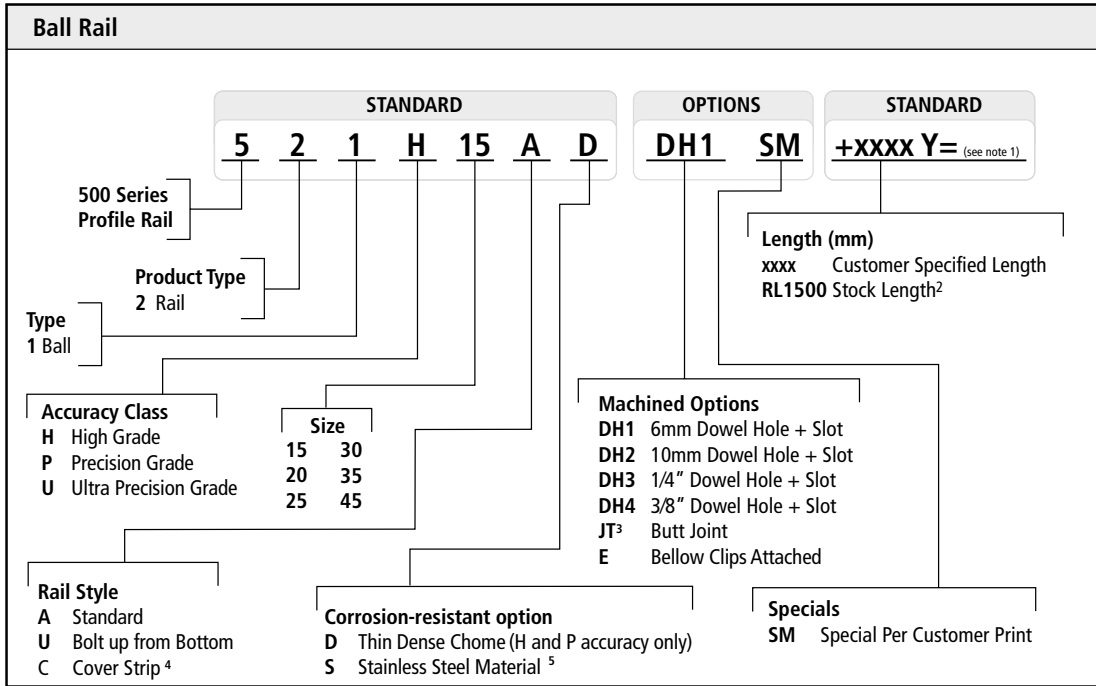 Ball Rail
STANDARD
OPTIONS
STANDARD
5 2 1 H 15 A D DH1 SM +xxxx Y= (see note 1)
500 Series
Profile Rail
Product Type
2 Rail
Type
1 Ball
Length (mm)
xxxx Customer Specified Length
RL1500 Stock Length2
Accuracy Class
H High Grade
P Precision Grade
U Ultra Precision Grade
Size
15 30
20 35
25 45
Machined Options
DH1 6mm Dowel Hole + Slot
DH2 10mm Dowel Hole + Slot
DH3 1/4" Dowel Hole + Slot
DH4 3/8" Dowel Hole + Slot
JT3 Butt Joint
E Bellow Clips Attached
Rail Style
A Standard
U Bolt up from Bottom
C Cover Strip 4
Corrosion-resistant option
D Thin Dense Chome (H and P accuracy only)
S Stainless Steel Material 5
Specials
SM Special Per Customer Print